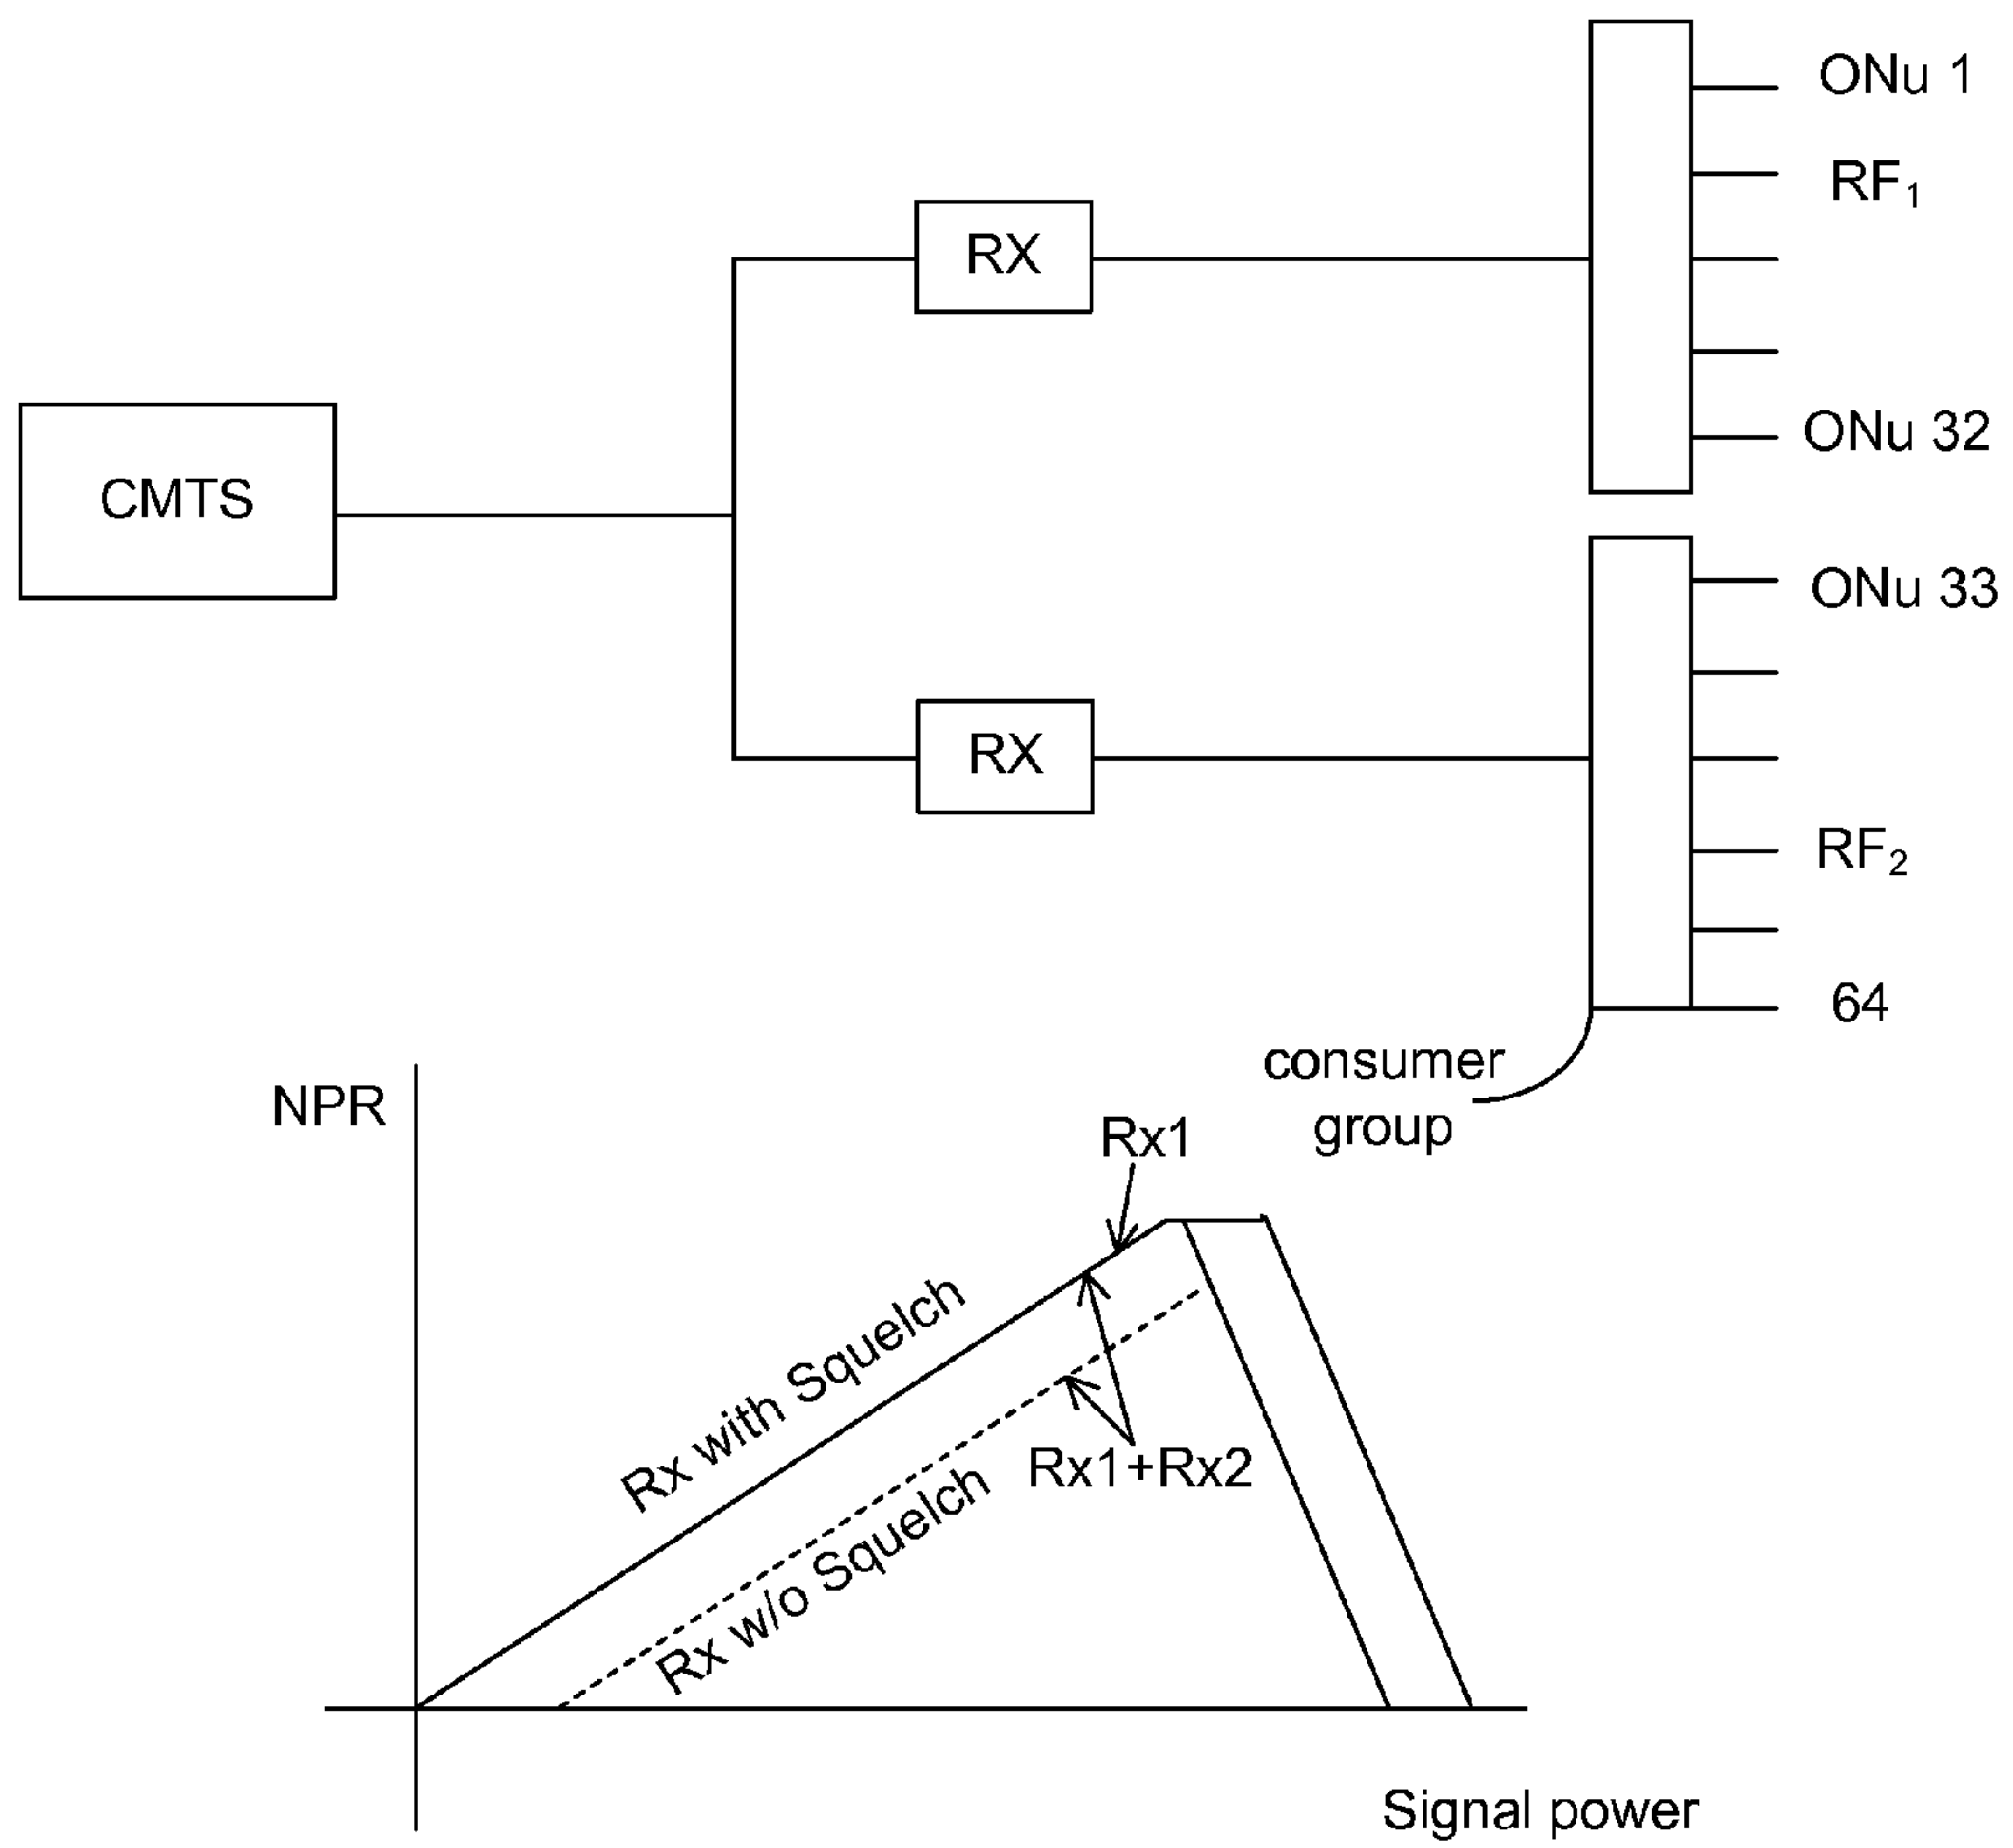 ONu 1
RF1
RX
ONu 32
CMTS
ONu 33
RX
RF2
64
consumer
group
NPR
Rx1
Rx with Squelch
Rx1+Rx2
Rx w/o Squelch
Signal power